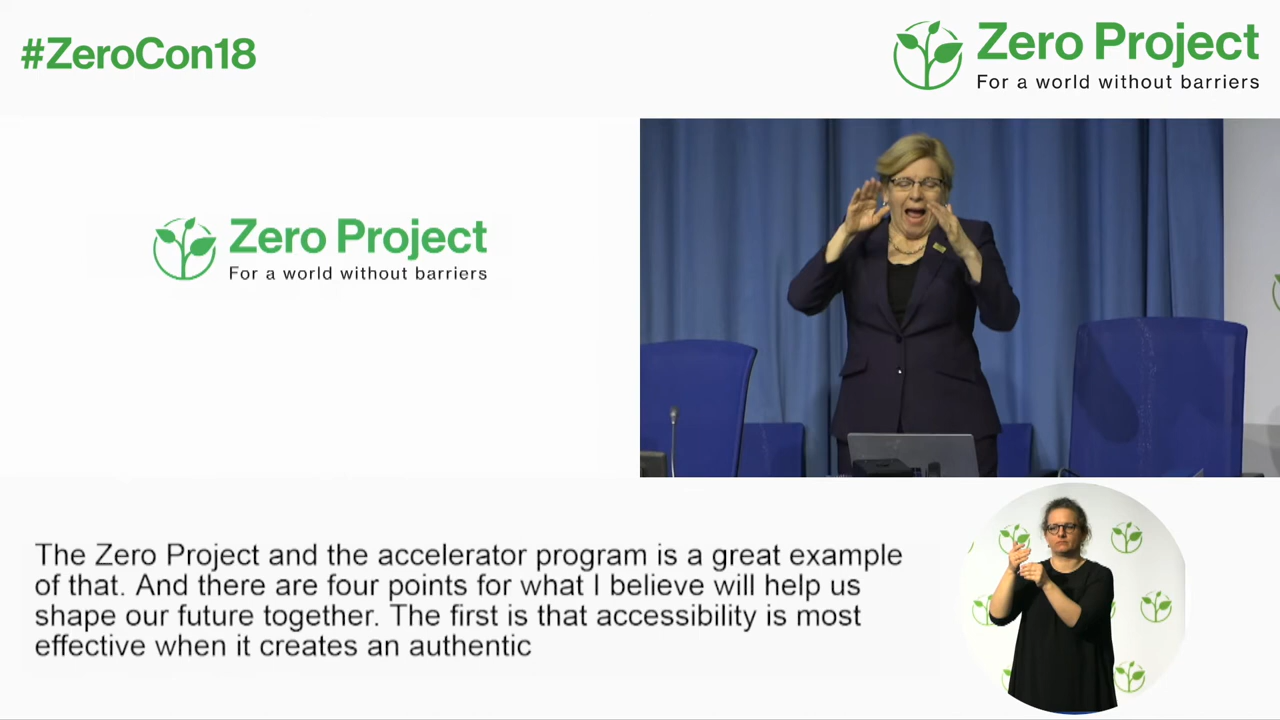 #ZeroCon18
Zero Project
For a world without barriers
Zero Project
For a world without barriers
The Zero Project and the accelerator program is a great example
of that. And there are four points for what I believe will help us
shape our future together. The first is that accessibility is most
effective when it creates an authentic